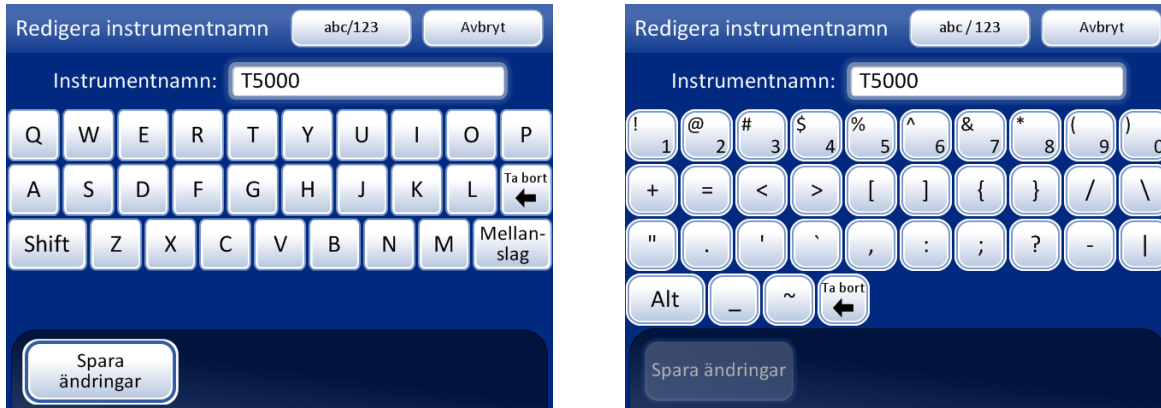 Redigera instrumentnamn abc/123 Avbryt
Instrumentnamn: T5000
Q W E R T Y U I O P
A S D F G H J K L Ta bort
Shift Z X C V B N M Mellan-
slag
Spara
ändringar
Redigera instrumentnamn abc / 123 Avbryt
Instrumentnamn: T5000
! @ # $ % ^ & * ( )
1 2 3 4 5 6 7 8 9 0
+ = < > [ ] { } / \
" . ' ` , : ; ? - |
Alt _ ~ Ta bort
Spara ändringar